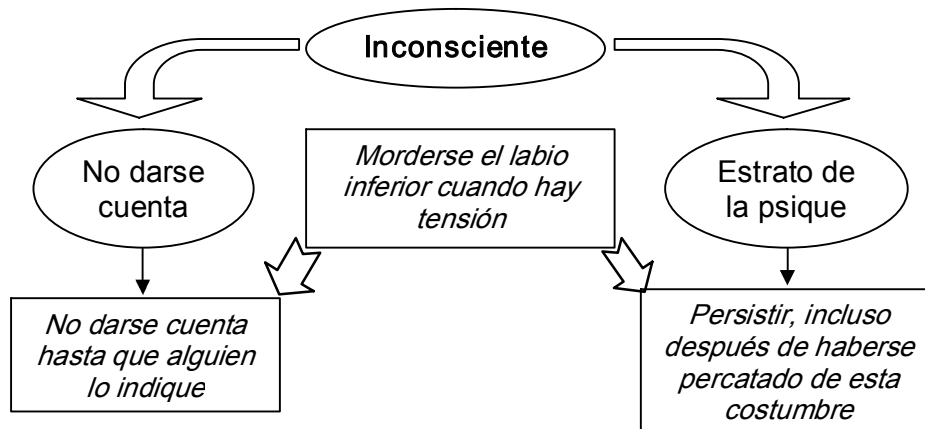 Inconsciente
No darse
cuenta
Morderse el labio
inferior cuando hay
tensión
Estrato de
la psique
No darse cuenta
hasta que alguien
lo indique
Persistir, incluso
después de haberse
percatado de esta
costumbre